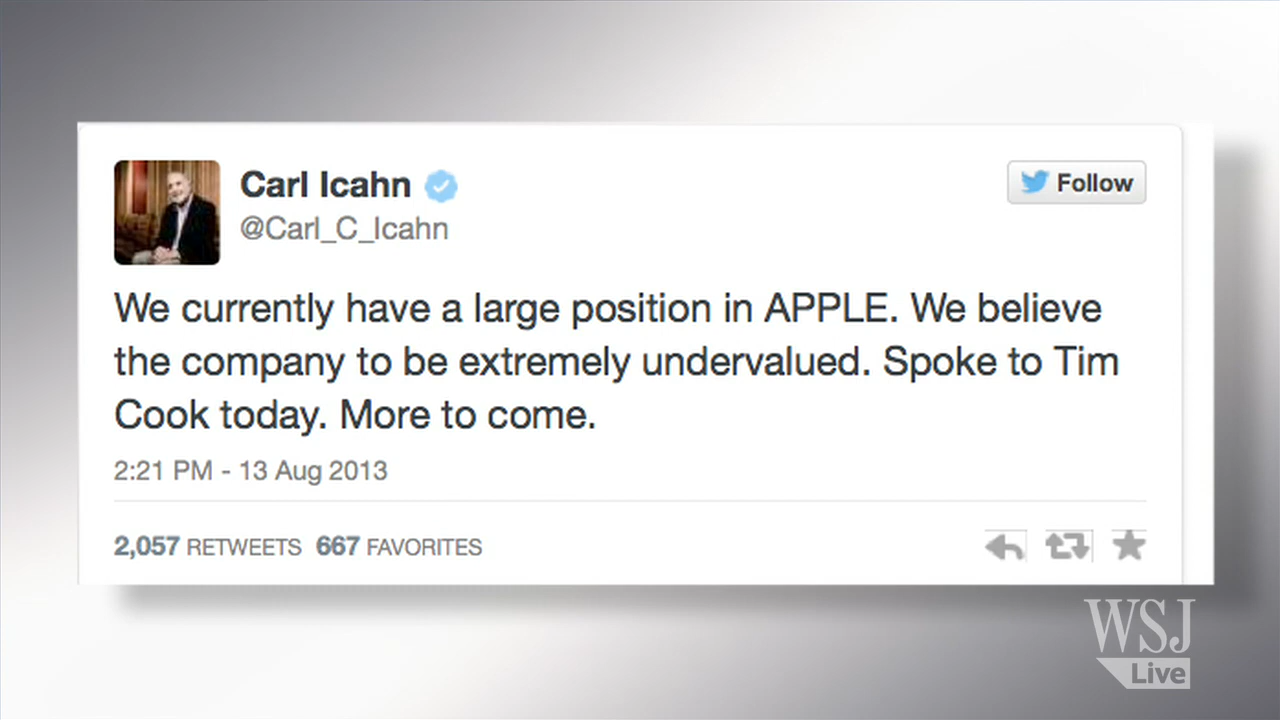 Carl Icahn
@Carl_C_Icahn
Follow
We currently have a large position in APPLE. We believe
the company to be extremely undervalued. Spoke to Tim
Cook today. More to come.
2:21 PM - 13 Aug 2013
2,057 RETWEETS 667 FAVORITES
WSJ
Live